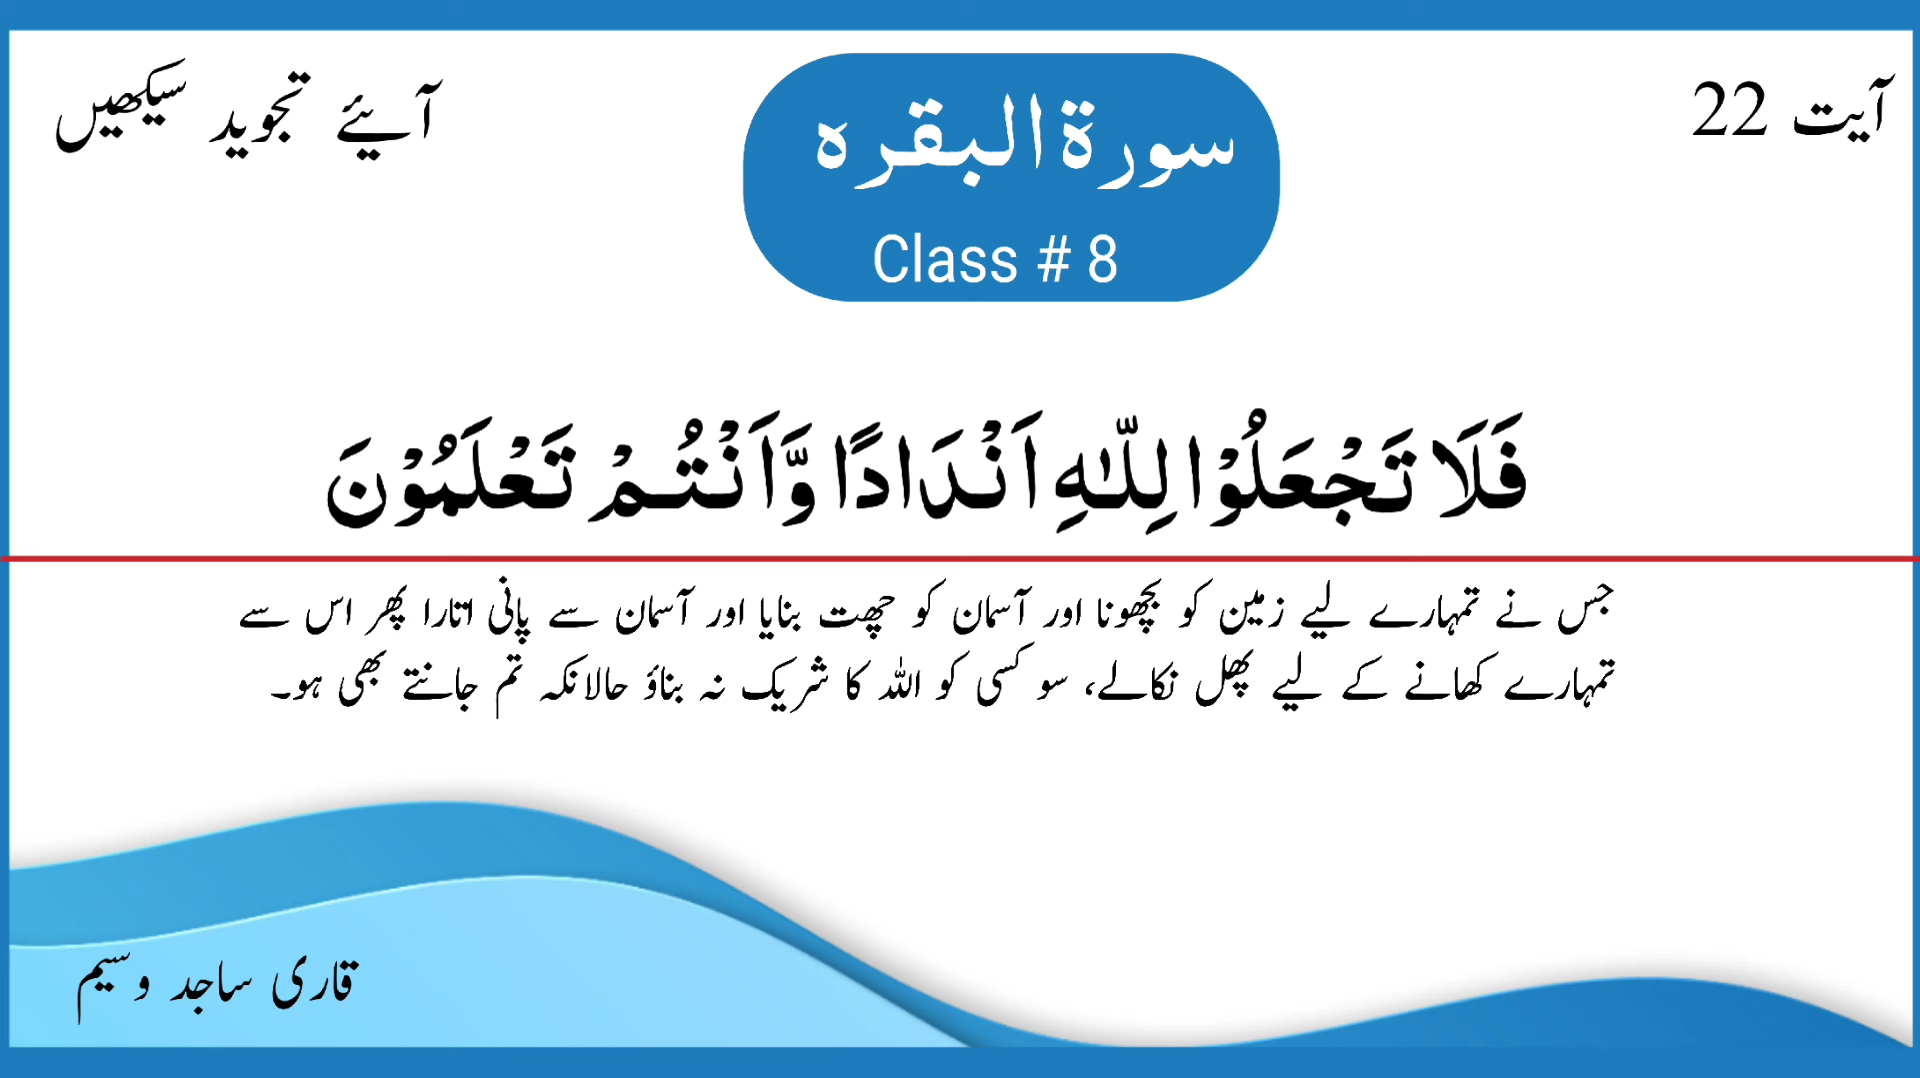 آیت 22
سورۃ البقرہ
آیئے تجوید سیکھیں
Class # 8
فَلَا تَجْعَلُوْا لِلّٰهِ اَنْدَادًا وَّاَنْتُمْ تَعْلَمُوْنَ
جس نے تمہارے لیے زمین کو بچھونا اور آسمان کو چھت بنایا اور آسمان سے پانی اتارا پھر اس سے
تمہارے کھانے کے لیے پھل نکالے، سو کسی کو اللہ کا شریک نہ بناؤ حالانکہ تم جانتے بھی ہو۔
قاری ساجد وسیم